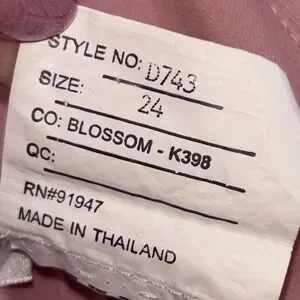 STYLE NO: D743
SIZE: 24
CO: BLOSSOM - K398
QC:
RN#91947
MADE IN THAILAND